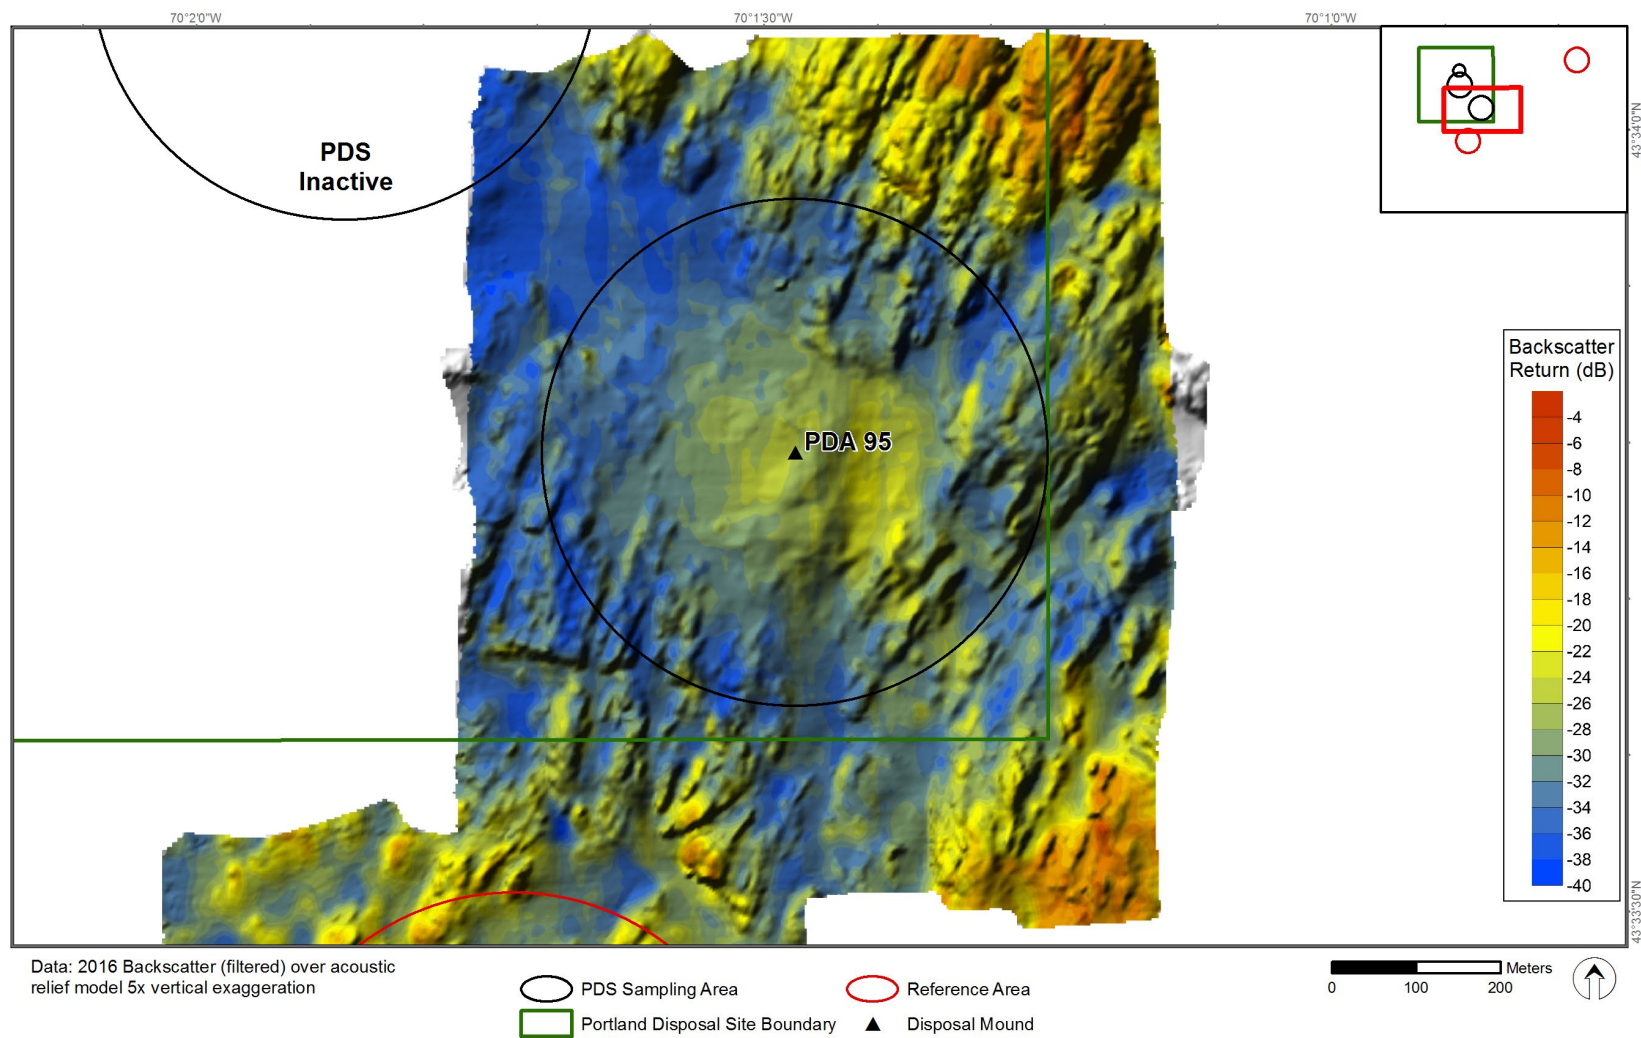 70°2'0"W
70°1'30"W
70°1'0"W
43°34'0"N
PDS
Inactive
PDA 95
Backscatter
Return (dB)
-4
-6
-8
-10
-12
-14
-16
-18
-20
-22
-24
-26
-28
-30
-32
-34
-36
-38
-40
43°33'30"N
Data: 2016 Backscatter (filtered) over acoustic
relief model 5x vertical exaggeration
PDS Sampling Area
Reference Area
Portland Disposal Site Boundary
Disposal Mound
Meters
0 100 200